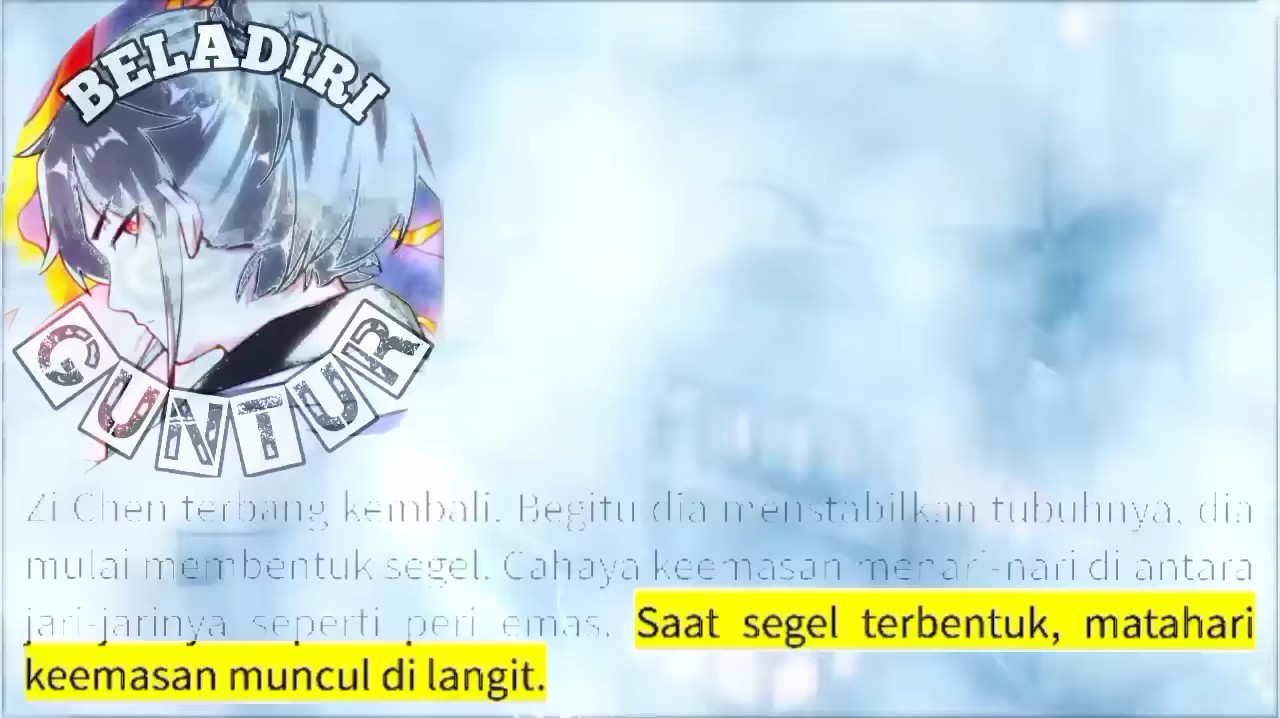 BELADIRI
GUNTUR
Zi Chen terbang kembali. Begitu dia menstabilkan tubuhnya, dia
mulai membentuk segel. Cahaya keemasan menari-nari di antara
jari-jarinya seperti peri emas. Saat segel terbentuk, matahari
keemasan muncul di langit.